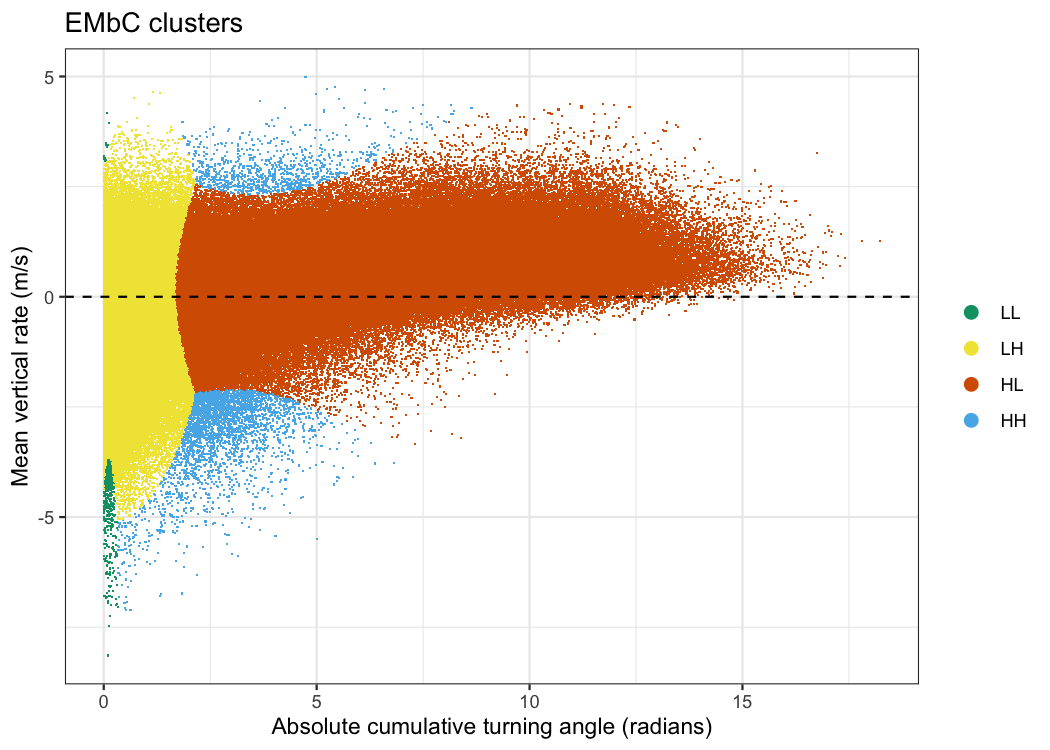 EMbC clusters
5
0
-5
Mean vertical rate (m/s)
0 5 10 15
Absolute cumulative turning angle (radians)
LL
LH
HL
HH